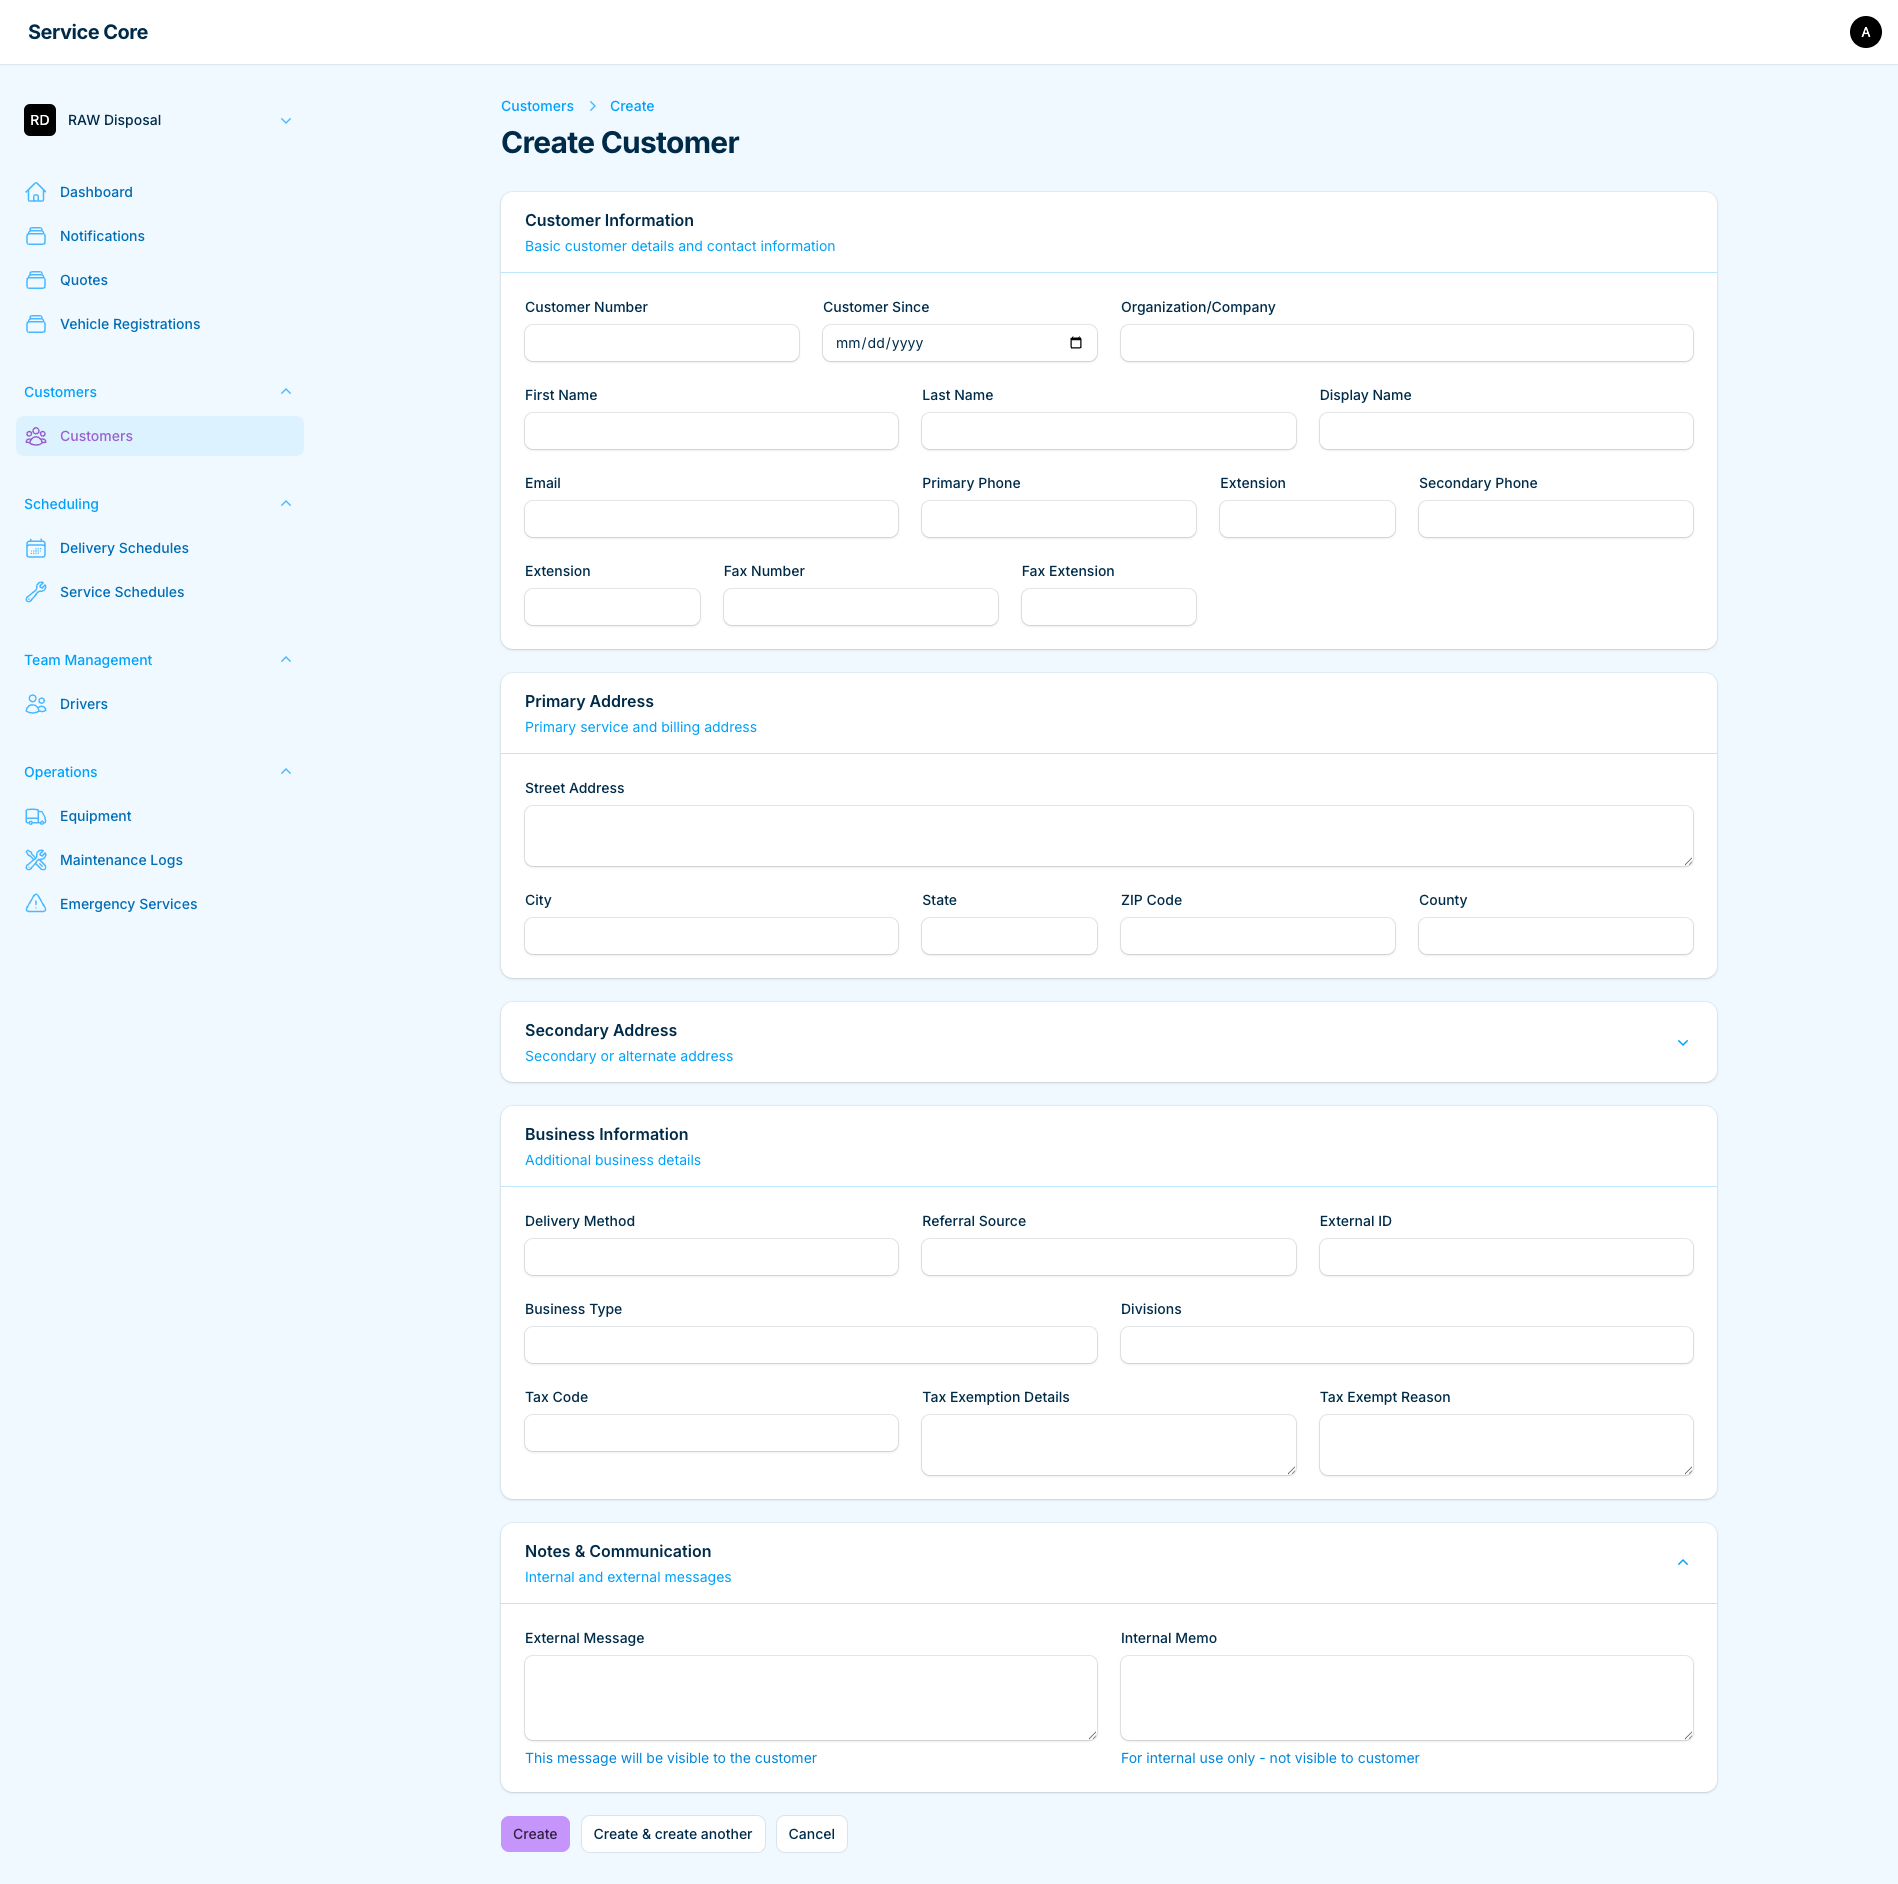 Service Core
A
RD
RAW Disposal
Dashboard
Notifications
Quotes
Vehicle Registrations
Customers
Customers
Scheduling
Delivery Schedules
Service Schedules
Team Management
Drivers
Operations
Equipment
Maintenance Logs
Emergency Services
Customers > Create
Create Customer
Customer Information
Basic customer details and contact information
Customer Number Customer Since Organization/Company
mm/dd/yyyy
First Name Last Name Display Name
Email Primary Phone Extension Secondary Phone
Extension Fax Number Fax Extension
Primary Address
Primary service and billing address
Street Address
City State ZIP Code County
Secondary Address
Secondary or alternate address
Business Information
Additional business details
Delivery Method Referral Source External ID
Business Type Divisions
Tax Code Tax Exemption Details Tax Exempt Reason
Notes & Communication
Internal and external messages
External Message Internal Memo
This message will be visible to the customer For internal use only - not visible to customer
Create Create & create another Cancel